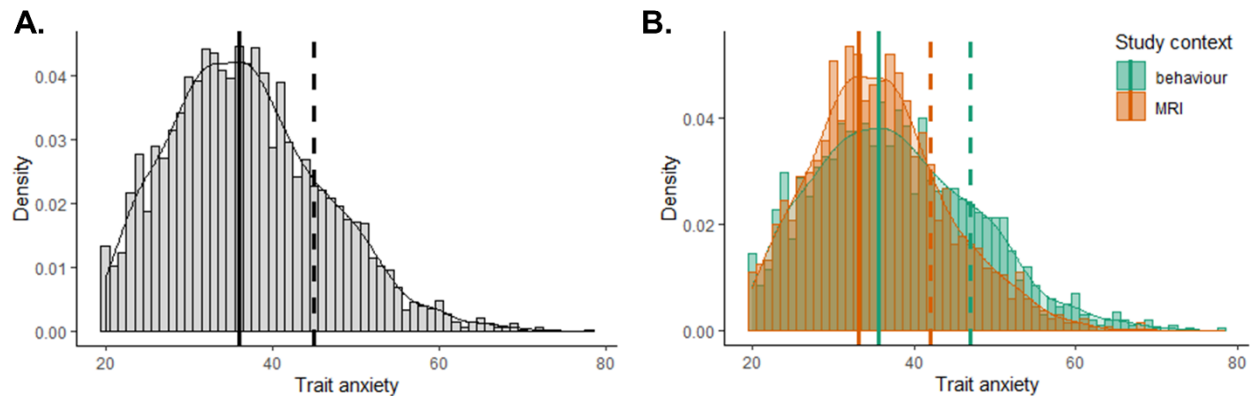 A.
Density
0.04
0.03
0.02
0.01
0.00
20 40 60 80
Trait anxiety
B.
Density
0.04
0.02
0.00
20 40 60 80
Trait anxiety
Study context
behaviour
MRI